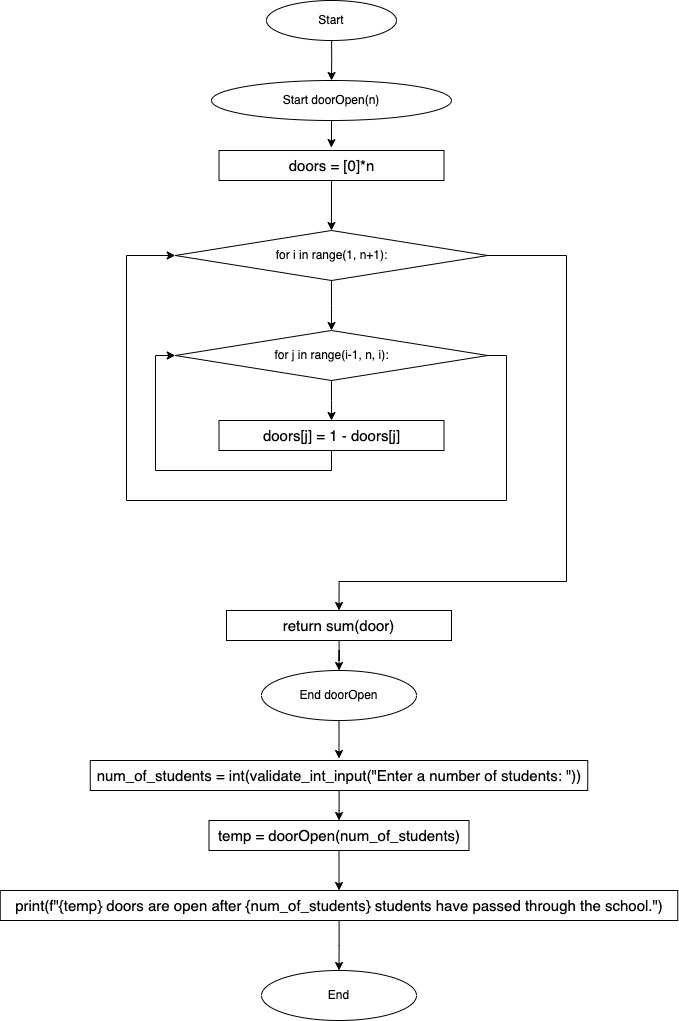 Start
Start doorOpen(n)
doors = [0]*n
for i in range(1, n+1):
for j in range(i-1, n, i):
doors[j] = 1 - doors[j]
return sum(door)
End doorOpen
num_of_students = int(validate_int_input("Enter a number of students: "))
temp = doorOpen(num_of_students)
print(f"{temp} doors are open after {num_of_students} students have passed through the school.")
End